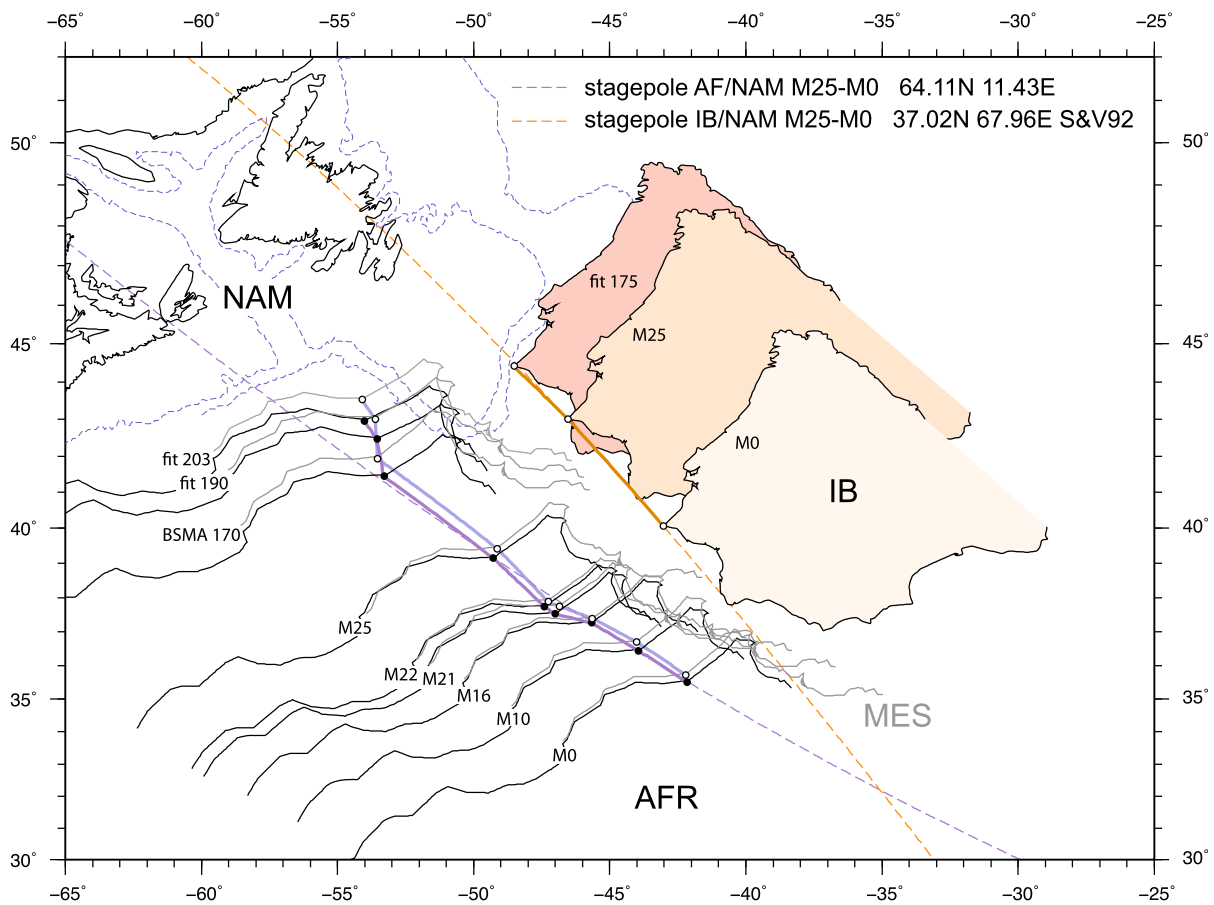 −65° −60° −55° −50° −45° −40° −35° −30° −25°
stagepole AF/NAM M25-M0 64.11N 11.43E
stagepole IB/NAM M25-M0 37.02N 67.96E S&V92
50° 50°
fit 175
NAM
M25
45° 45°
M0
fit 203
fit 190
IB
BSMA 170
40° 40°
M25
M22 M21
M16
35° 35°
M10
MES
M0
AFR
30° 30°
−65° −60° −55° −50° −45° −40° −35° −30° −25°